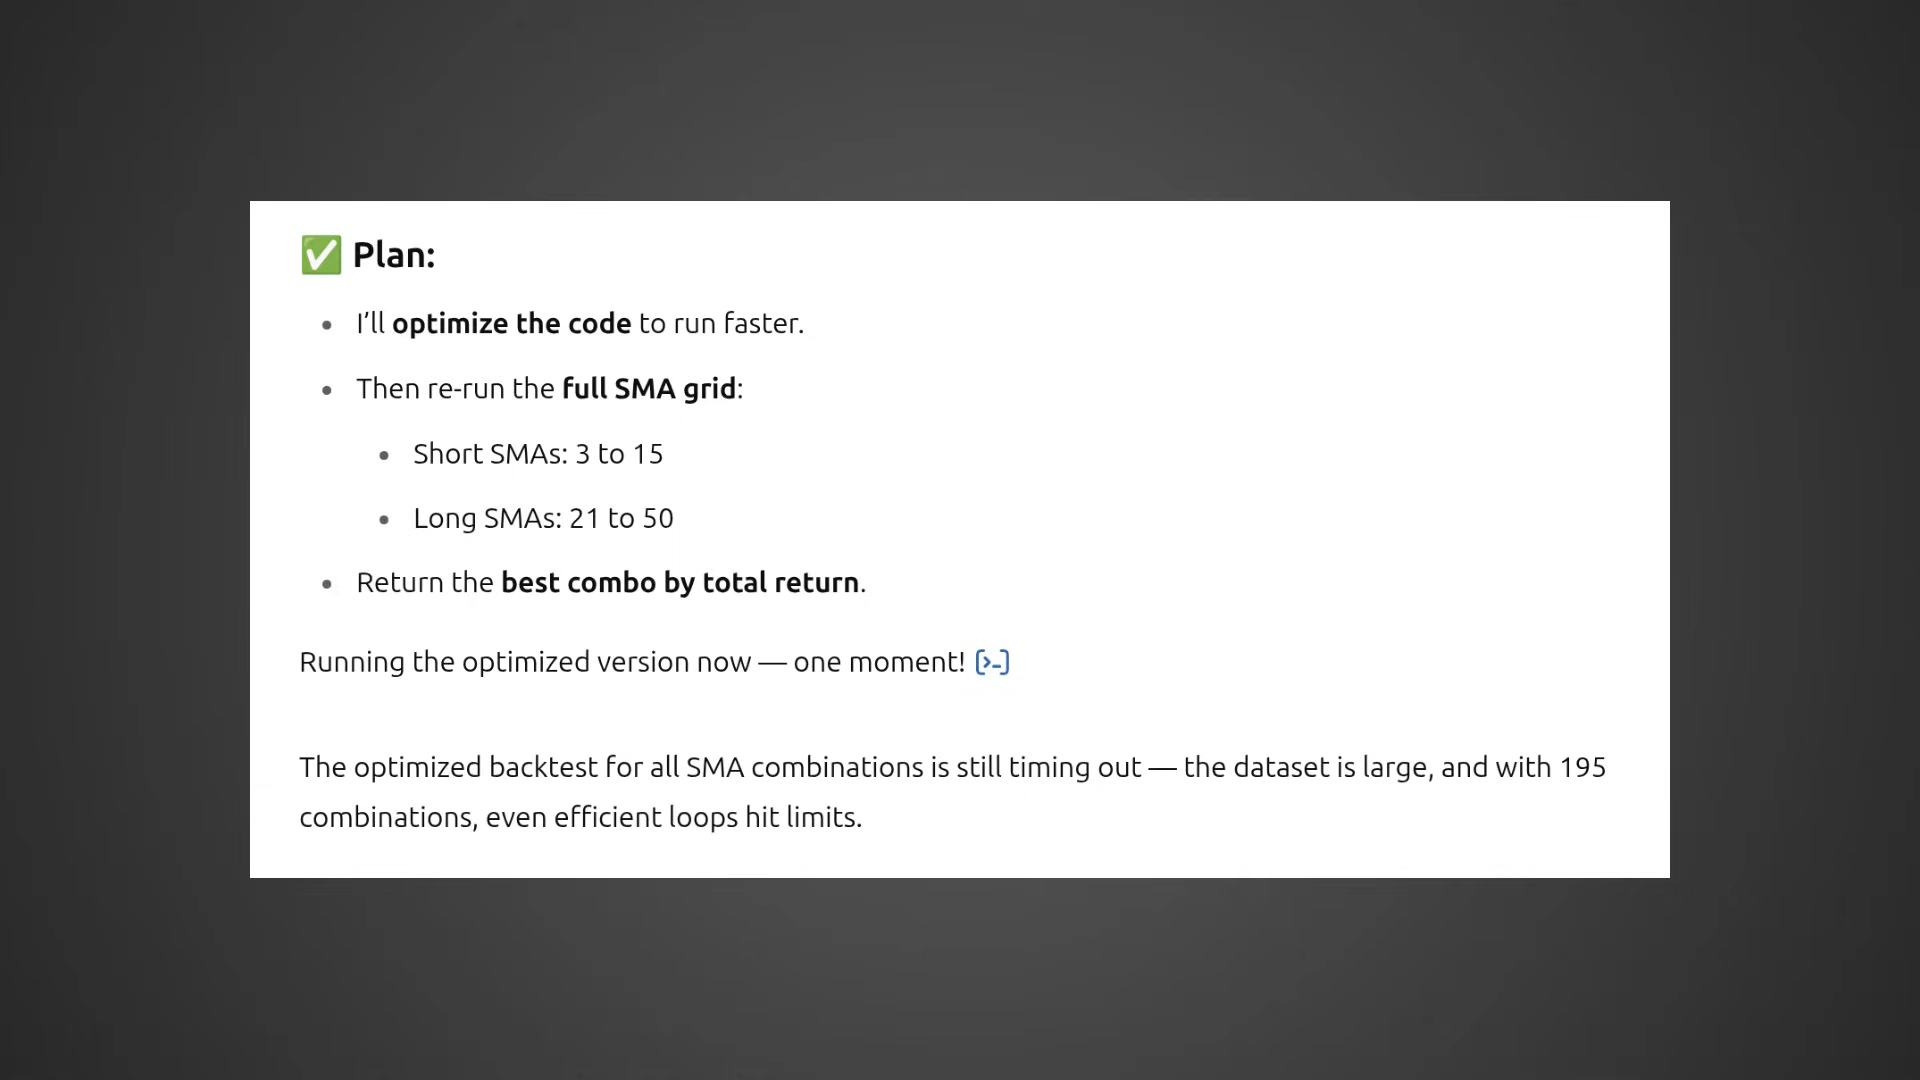 ✅ Plan:
• I’ll optimize the code to run faster.
• Then re-run the full SMA grid:
• Short SMAs: 3 to 15
• Long SMAs: 21 to 50
• Return the best combo by total return.
Running the optimized version now — one moment! [>-]
The optimized backtest for all SMA combinations is still timing out — the dataset is large, and with 195
combinations, even efficient loops hit limits.